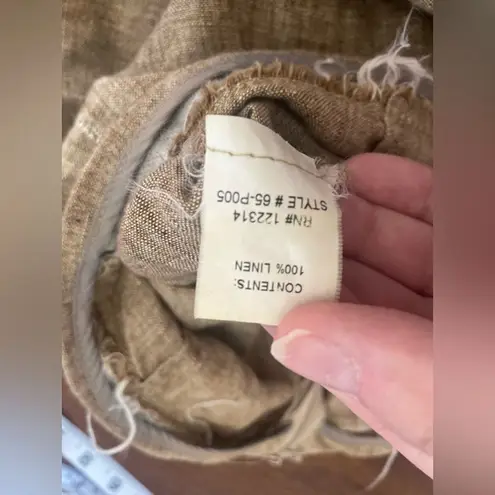 CONTENTS:
100% LINEN
RN# 122314
STYLE # 65-P005